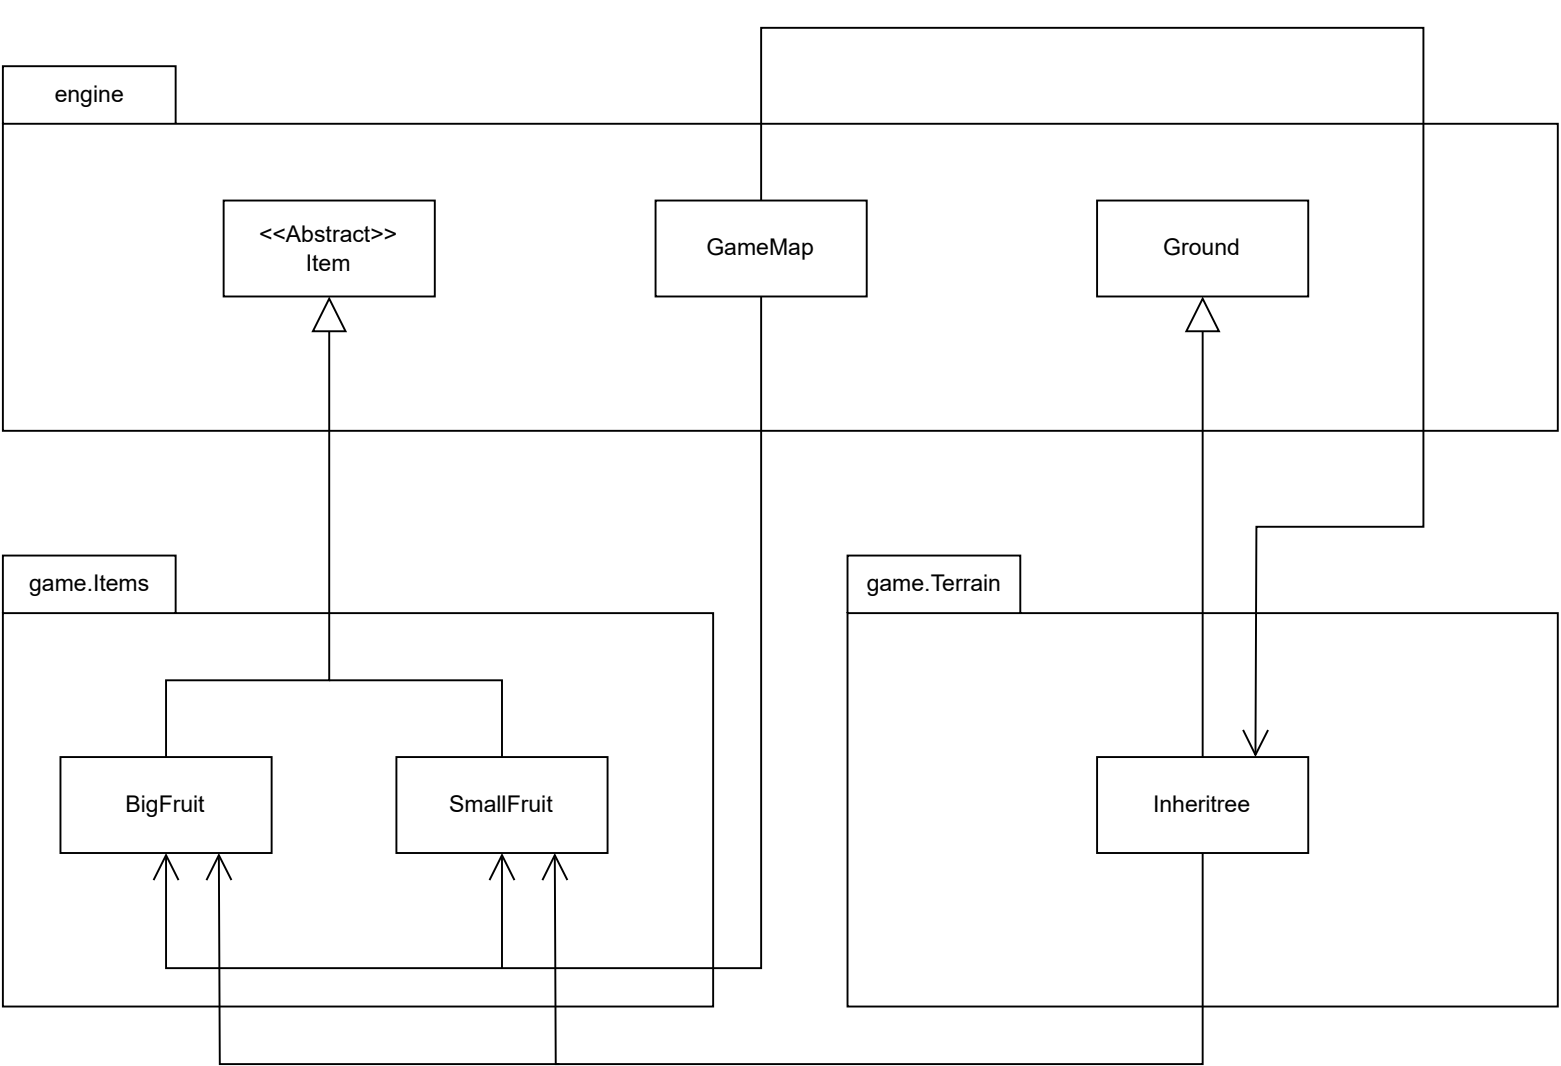 engine
<<Abstract>>
Item
GameMap
Ground
game.Items
game.Terrain
BigFruit
SmallFruit
Inheritree